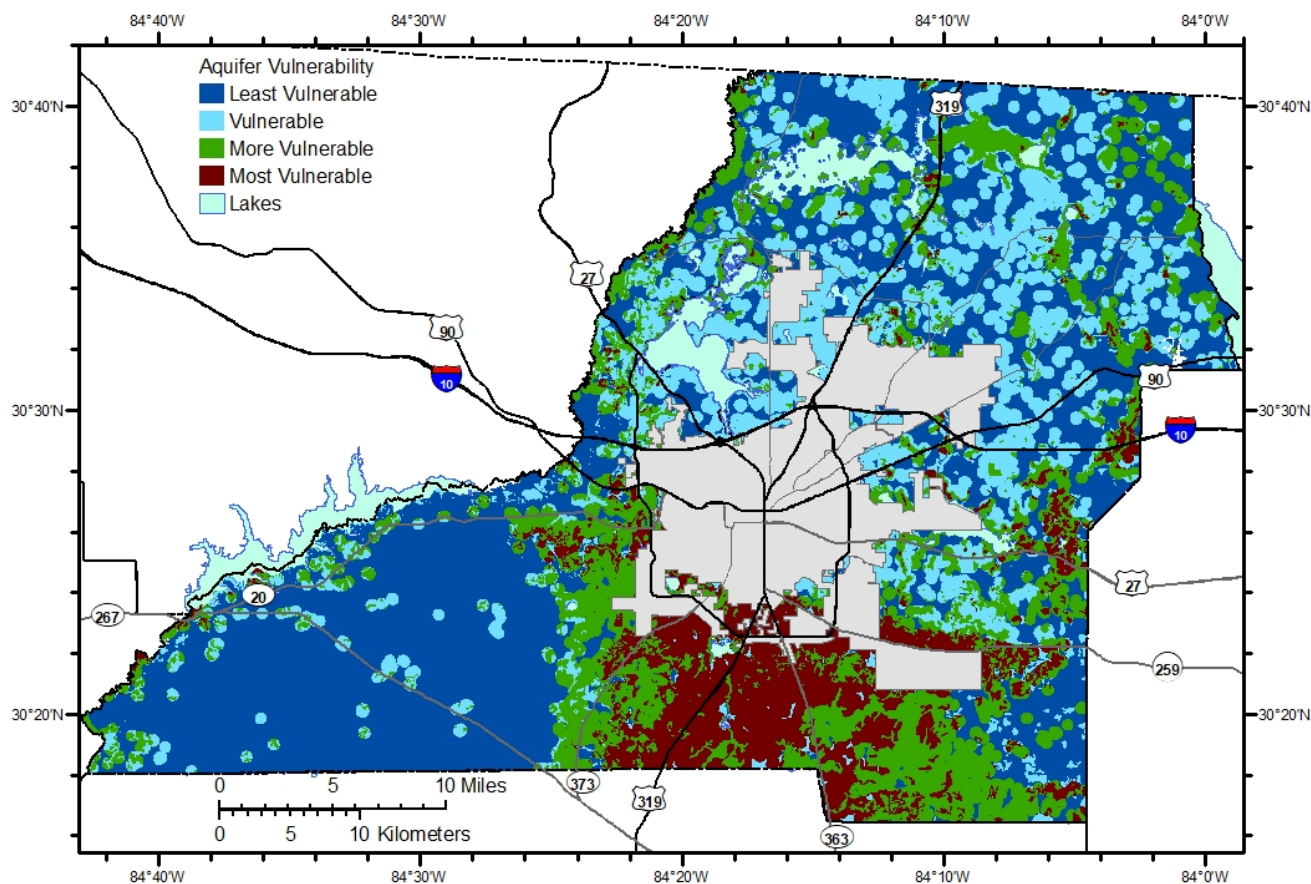 84°40'W 84°30'W 84°20'W 84°10'W 84°0'W
Aquifer Vulnerability
Least Vulnerable
Vulnerable
More Vulnerable
Most Vulnerable
Lakes
30°40'N 30°40'N
319
27
90
10
90
30°30'N 30°30'N
10
27
20
267
259
30°20'N 30°20'N
0 5 10 Miles
373
319
0 5 10 Kilometers
363
84°40'W 84°30'W 84°20'W 84°10'W 84°0'W